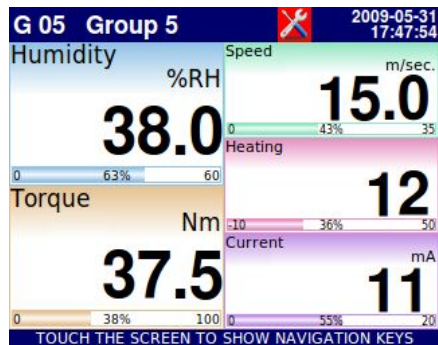 G 05 Group 5
2009-05-31
17:47:54
Humidity
%RH
38.0
0 63% 60
Torque
Nm
37.5
0 38% 100
Speed
m/sec.
15.0
0 43% 35
Heating
12
-10 36% 50
Current
mA
11
0 55% 20
TOUCH THE SCREEN TO SHOW NAVIGATION KEYS